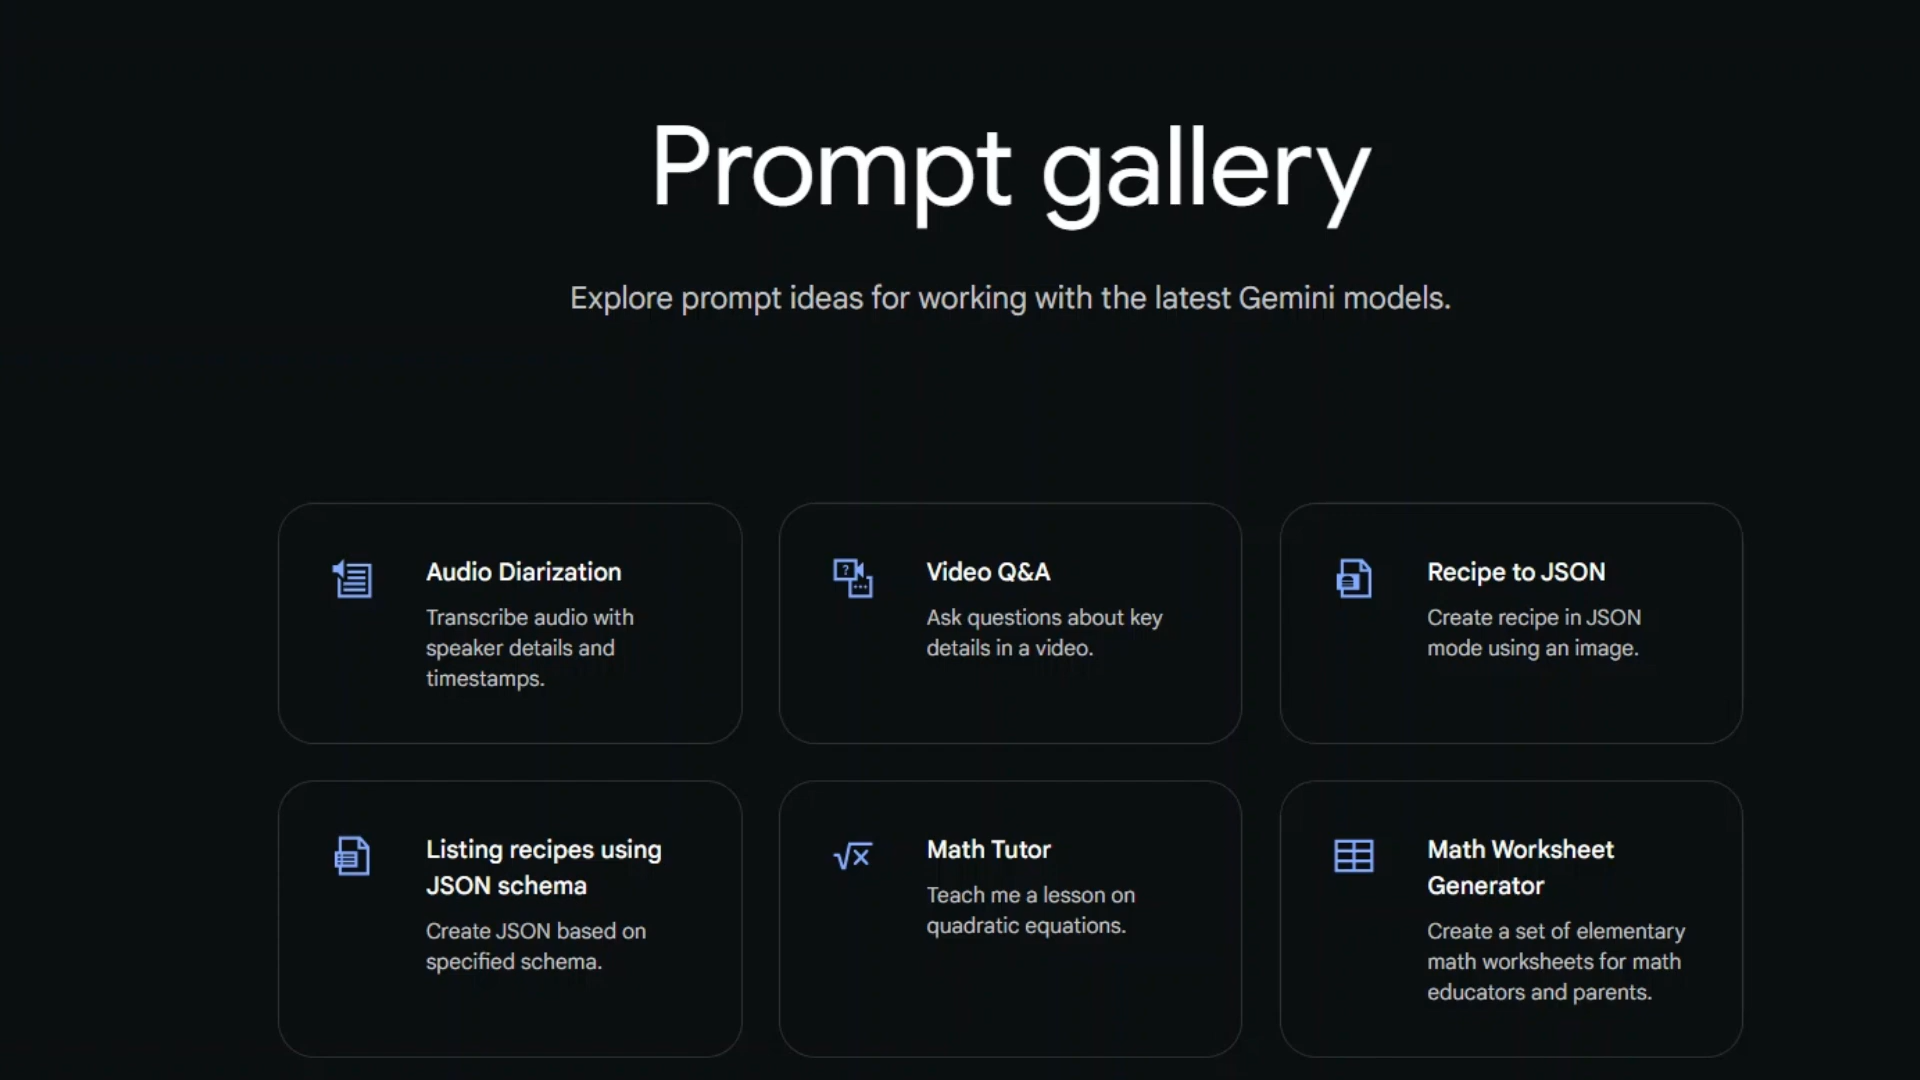 Prompt gallery
Explore prompt ideas for working with the latest Gemini models.
Audio Diarization
Transcribe audio with
speaker details and
timestamps.
Video Q&A
Ask questions about key
details in a video.
Recipe to JSON
Create recipe in JSON
mode using an image.
Listing recipes using
JSON schema
Create JSON based on
specified schema.
Math Tutor
Teach me a lesson on
quadratic equations.
Math Worksheet
Generator
Create a set of elementary
math worksheets for math
educators and parents.